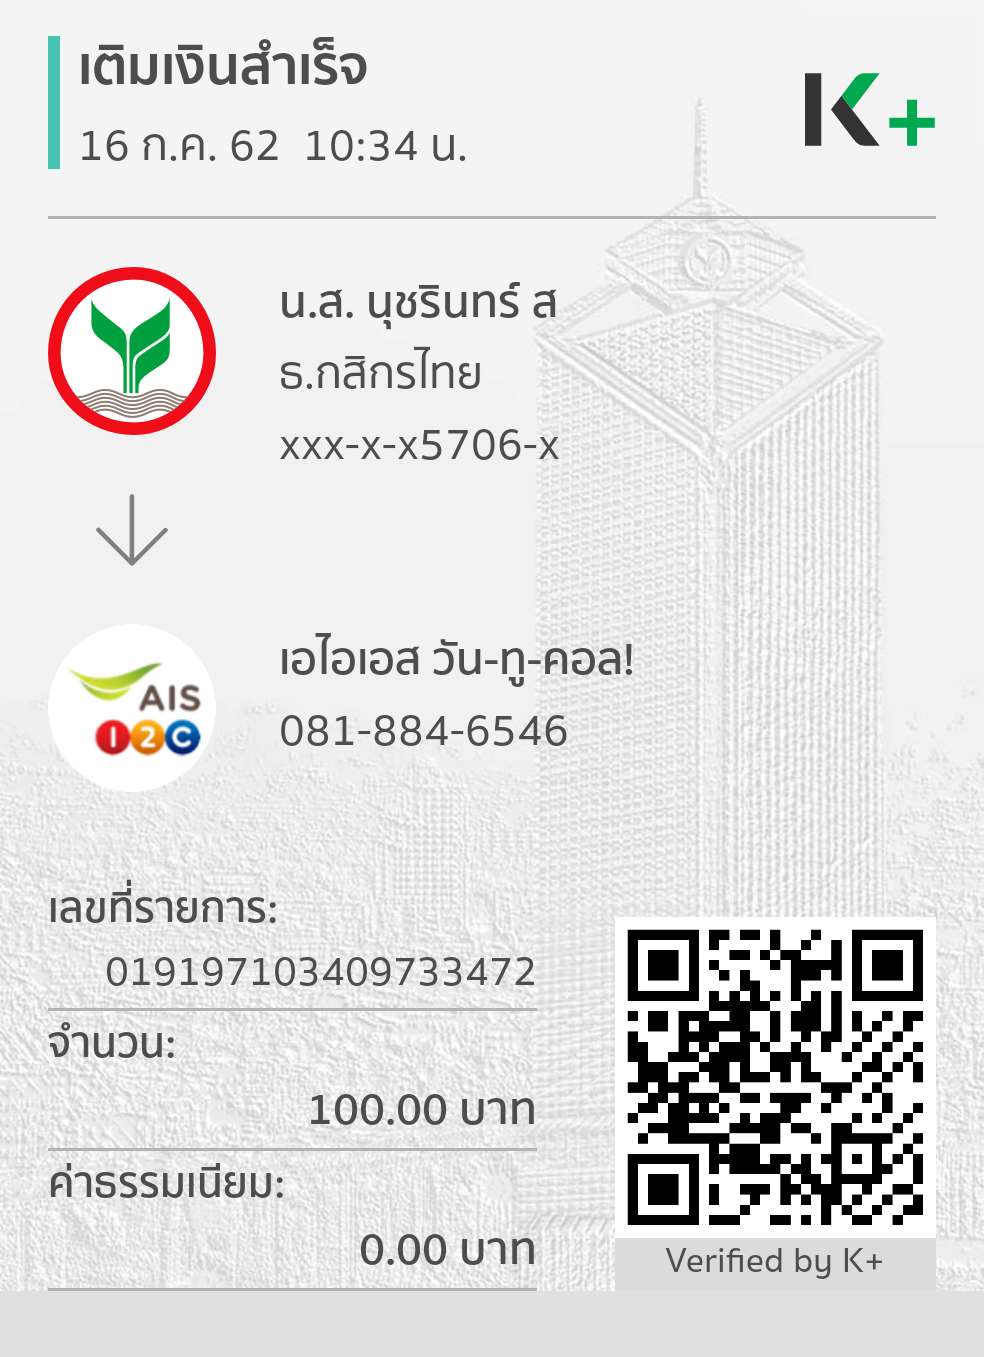 เติมเงินสำเร็จ
16 ก.ค. 62 10:34 น.
K+
น.ส. นุชรินทร์ ส
ธ.กสิกรไทย
xxx-x-x5706-x
เอไอเอส วัน-ทู-คอล!
081-884-6546
AIS
12C
เลขที่รายการ:
019197103409733472
จำนวน:
100.00 บาท
ค่าธรรมเนียม:
0.00 บาท
Verified by K+